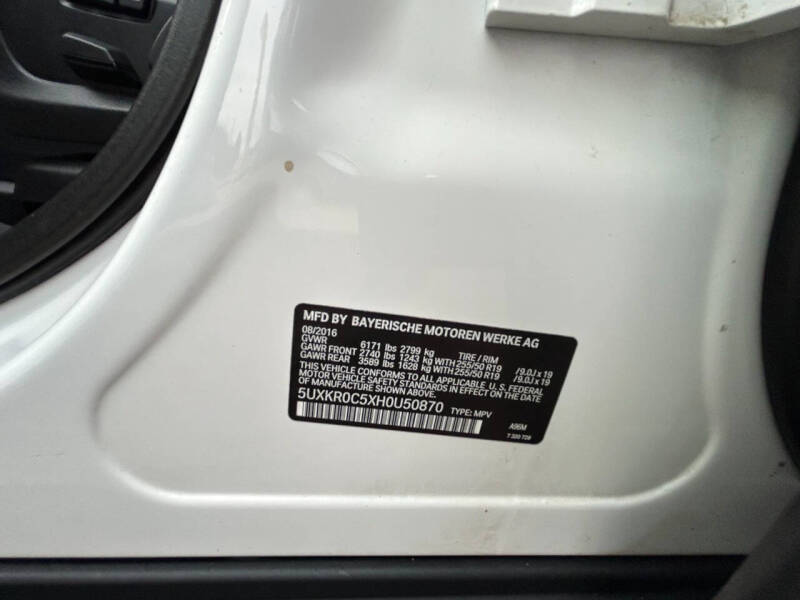 MFD BY BAYERISCHE MOTOREN WERKE AG
08/2016
GVWR 6171 lbs 2799 kg TIRE / RIM
GAWR FRONT 2740 lbs 1243 kg WITH 255/50 R19 / 9.0J x 19
GAWR REAR 3589 lbs 1628 kg WITH 255/50 R19 / 9.0J x 19
THIS VEHICLE CONFORMS TO ALL APPLICABLE U.S. FEDERAL
MOTOR VEHICLE SAFETY STANDARDS IN EFFECT ON THE
DATE OF MANUFACTURE SHOWN ABOVE.
5UXKR0C5XH0U50870 TYPE: MPV
A96M